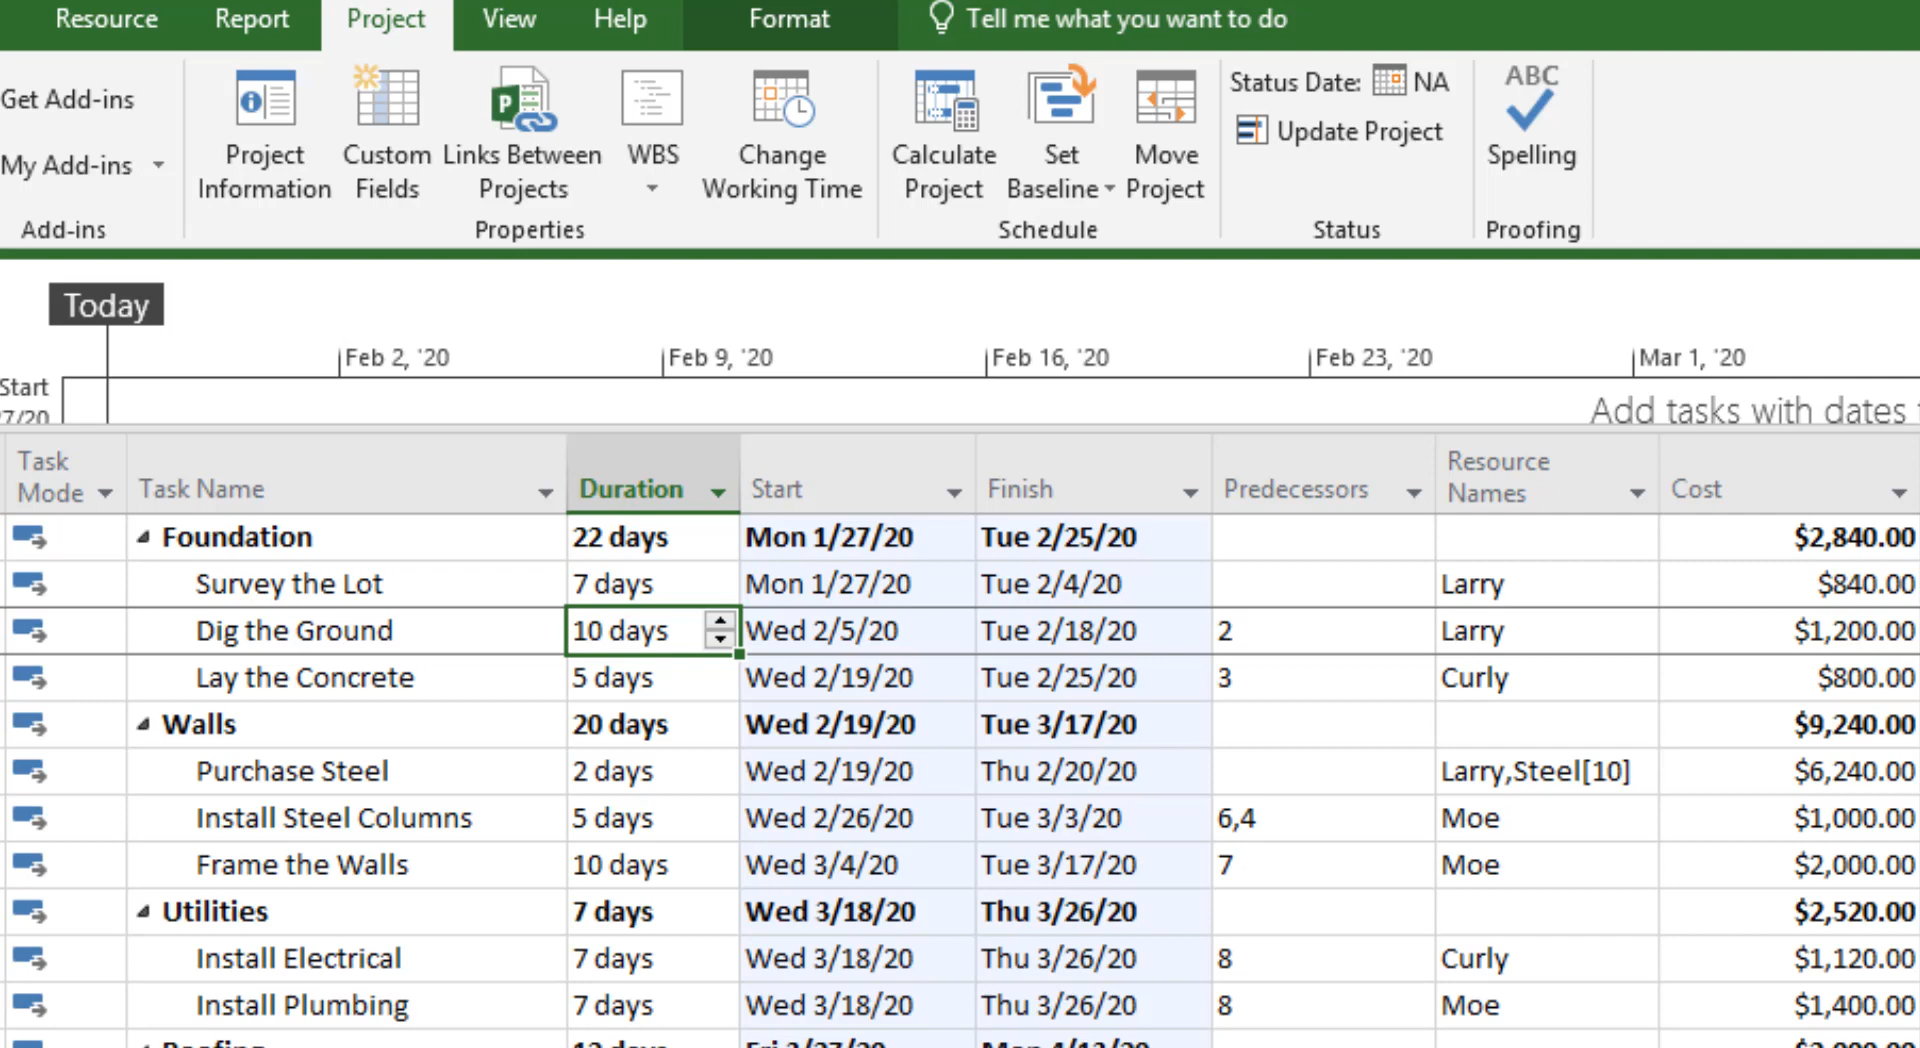 Resource Report Project View Help Format Tell me what you want to do
Get Add-ins
My Add-ins
Add-ins
Project Information
Custom Fields
Links Between Projects
WBS
Change Working Time
Properties
Calculate Project
Set Baseline
Move Project
Schedule
Status Date: NA
Update Project
Status
ABC
Spelling
Proofing
Today
Feb 2, '20 Feb 9, '20 Feb 16, '20 Feb 23, '20 Mar 1, '20
Start
7/20
Add tasks with dates
Task Mode Task Name Duration Start Finish Predecessors Resource Names Cost
Foundation 22 days Mon 1/27/20 Tue 2/25/20 $2,840.00
Survey the Lot 7 days Mon 1/27/20 Tue 2/4/20 Larry $840.00
Dig the Ground 10 days Wed 2/5/20 Tue 2/18/20 2 Larry $1,200.00
Lay the Concrete 5 days Wed 2/19/20 Tue 2/25/20 3 Curly $800.00
Walls 20 days Wed 2/19/20 Tue 3/17/20 $9,240.00
Purchase Steel 2 days Wed 2/19/20 Thu 2/20/20 Larry,Steel[10] $6,240.00
Install Steel Columns 5 days Wed 2/26/20 Tue 3/3/20 6,4 Moe $1,000.00
Frame the Walls 10 days Wed 3/4/20 Tue 3/17/20 7 Moe $2,000.00
Utilities 7 days Wed 3/18/20 Thu 3/26/20 $2,520.00
Install Electrical 7 days Wed 3/18/20 Thu 3/26/20 8 Curly $1,120.00
Install Plumbing 7 days Wed 3/18/20 Thu 3/26/20 8 Moe $1,400.00